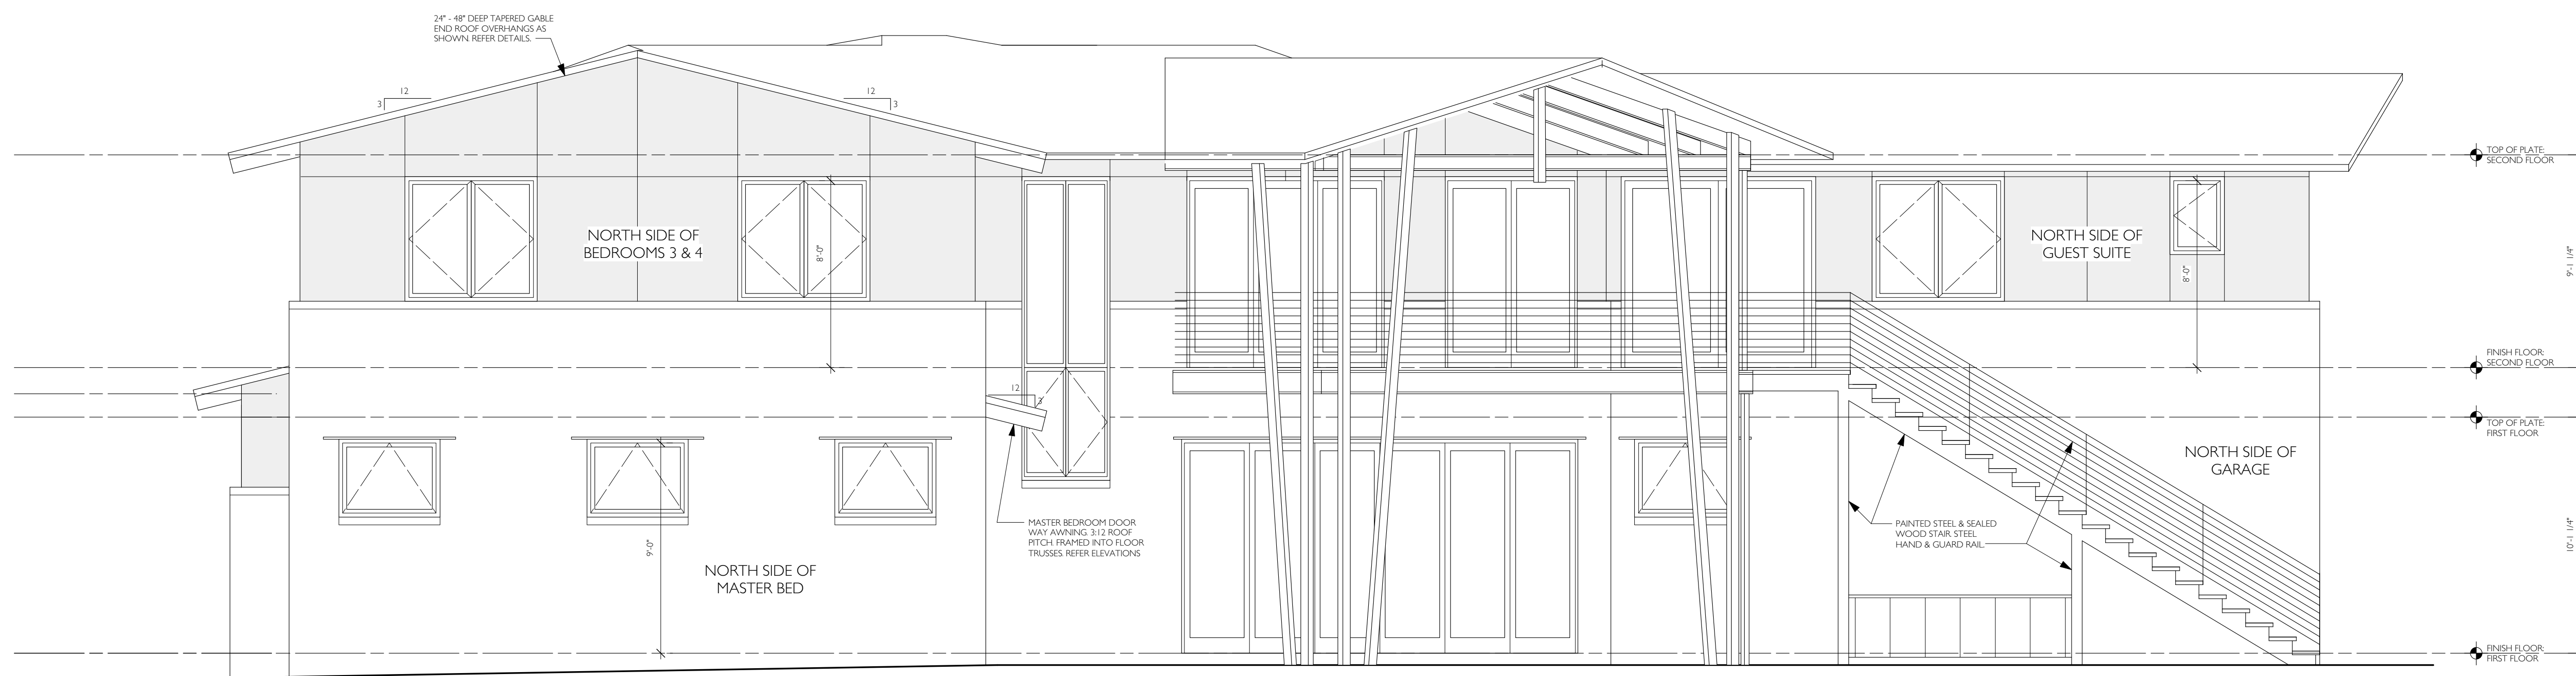 24" - 48" DEEP TAPERED GABLE
END ROOF OVERHANGS AS
SHOWN. REFER DETAILS.
12
3
12
3
TOP OF PLATE:
SECOND FLOOR
NORTH SIDE OF
BEDROOMS 3 & 4
8'-0"
NORTH SIDE OF
GUEST SUITE
8'-0"
9'-1 1/4"
FINISH FLOOR:
SECOND FLOOR
12
3
TOP OF PLATE:
FIRST FLOOR
NORTH SIDE OF
GARAGE
MASTER BEDROOM DOOR
WAY AWNING. 3:12 ROOF
PITCH. FRAMED INTO FLOOR
TRUSSES. REFER ELEVATIONS
PAINTED STEEL & SEALED
WOOD STAIR. STEEL
HAND & GUARD RAIL.
9'-0"
10'-1 1/4"
NORTH SIDE OF
MASTER BED
FINISH FLOOR:
FIRST FLOOR